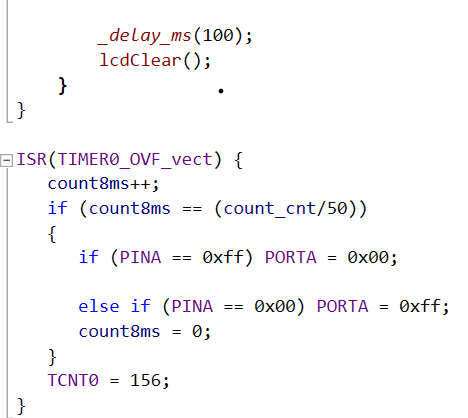 _delay_ms(100);
lcdClear();
}
}
ISR(TIMER0_OVF_vect) {
count8ms++;
if (count8ms == (count_cnt/50))
{
if (PINA == 0xff) PORTA = 0x00;
else if (PINA == 0x00) PORTA = 0xff;
count8ms = 0;
}
TCNT0 = 156;
}